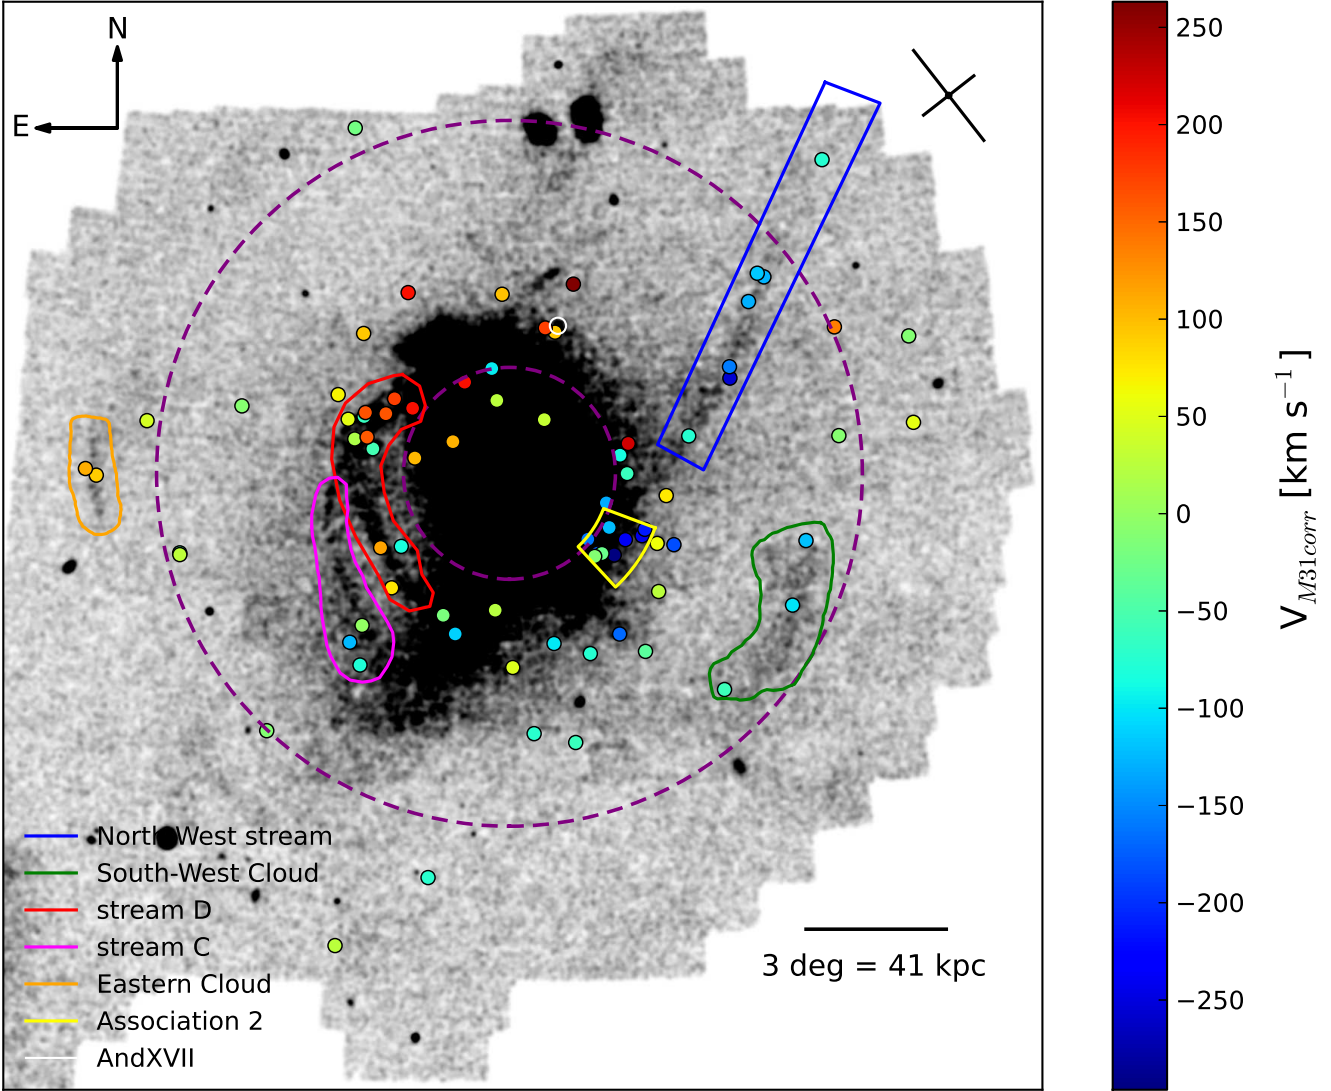 N
E
North-West stream
South-West Cloud
stream D
stream C
Eastern Cloud
Association 2
AndXVII
3 deg = 41 kpc
250
200
150
100
50
0
−50
−100
−150
−200
−250
V_{M31corr} [km s^{−1}]